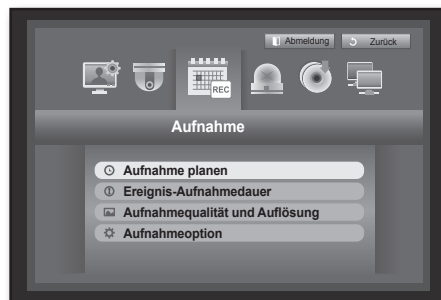 Abmeldung Zurück
REC
Aufnahme
Aufnahme planen
Ereignis-Aufnahmedauer
Aufnahmequalität und Auflösung
Aufnahmeoption